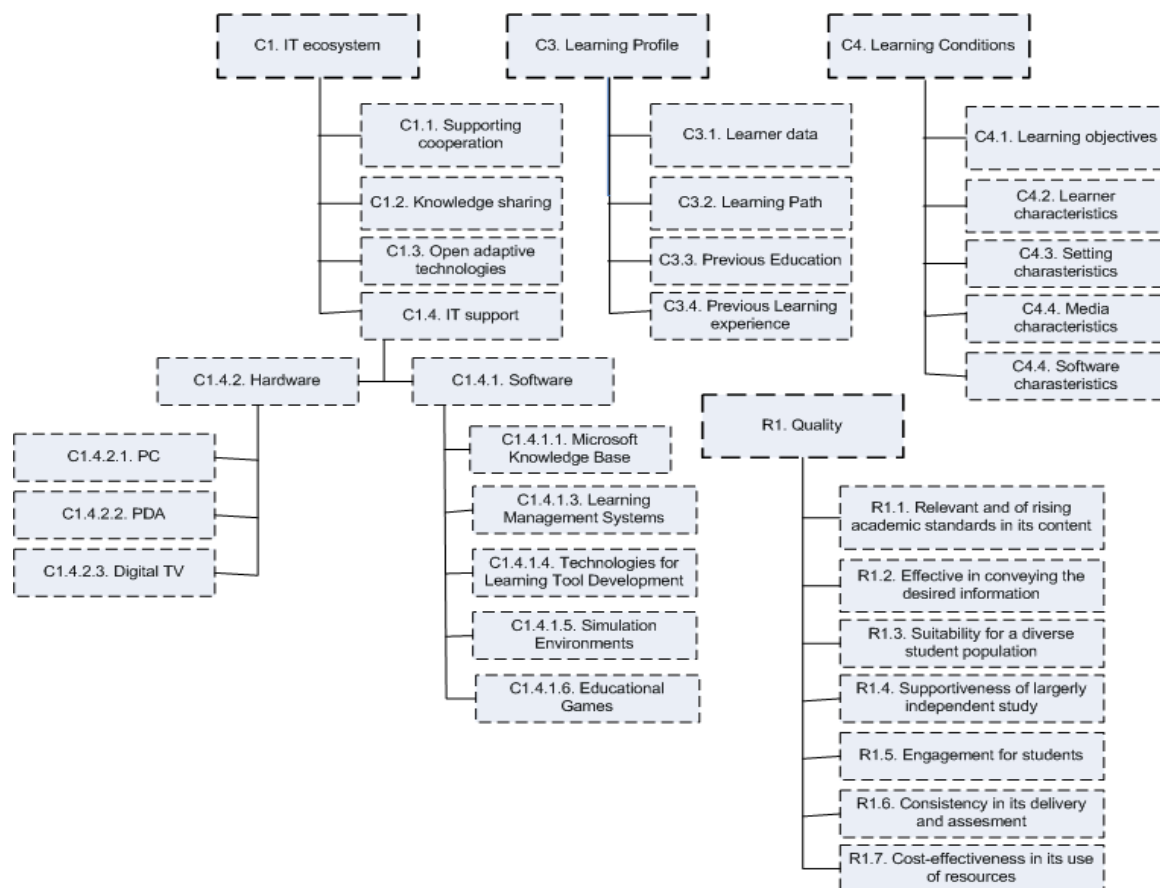 C1. IT ecosystem
C3. Learning Profile
C4. Learning Conditions
C1.1. Supporting
cooperation
C1.2. Knowledge sharing
C1.3. Open adaptive
technologies
C1.4. IT support
C3.1. Learner data
C3.2. Learning Path
C3.3. Previous Education
C3.4. Previous Learning
experience
C4.1. Learning objectives
C4.2. Learner
characteristics
C4.3. Setting
charasteristics
C4.4. Media
characteristics
C4.4. Software
charasteristics
C1.4.2. Hardware
C1.4.1. Software
C1.4.2.1. PC
C1.4.2.2. PDA
C1.4.2.3. Digital TV
C1.4.1.1. Microsoft
Knowledge Base
C1.4.1.3. Learning
Management Systems
C1.4.1.4. Technologies for
Learning Tool Development
C1.4.1.5. Simulation
Environments
C1.4.1.6. Educational
Games
R1. Quality
R1.1. Relevant and of rising
academic standards in its content
R1.2. Effective in conveying the
desired information
R1.3. Suitability for a diverse
student population
R1.4. Supportiveness of largerly
independent study
R1.5. Engagement for students
R1.6. Consistency in its delivery
and assesment
R1.7. Cost-effectiveness in its use
of resources